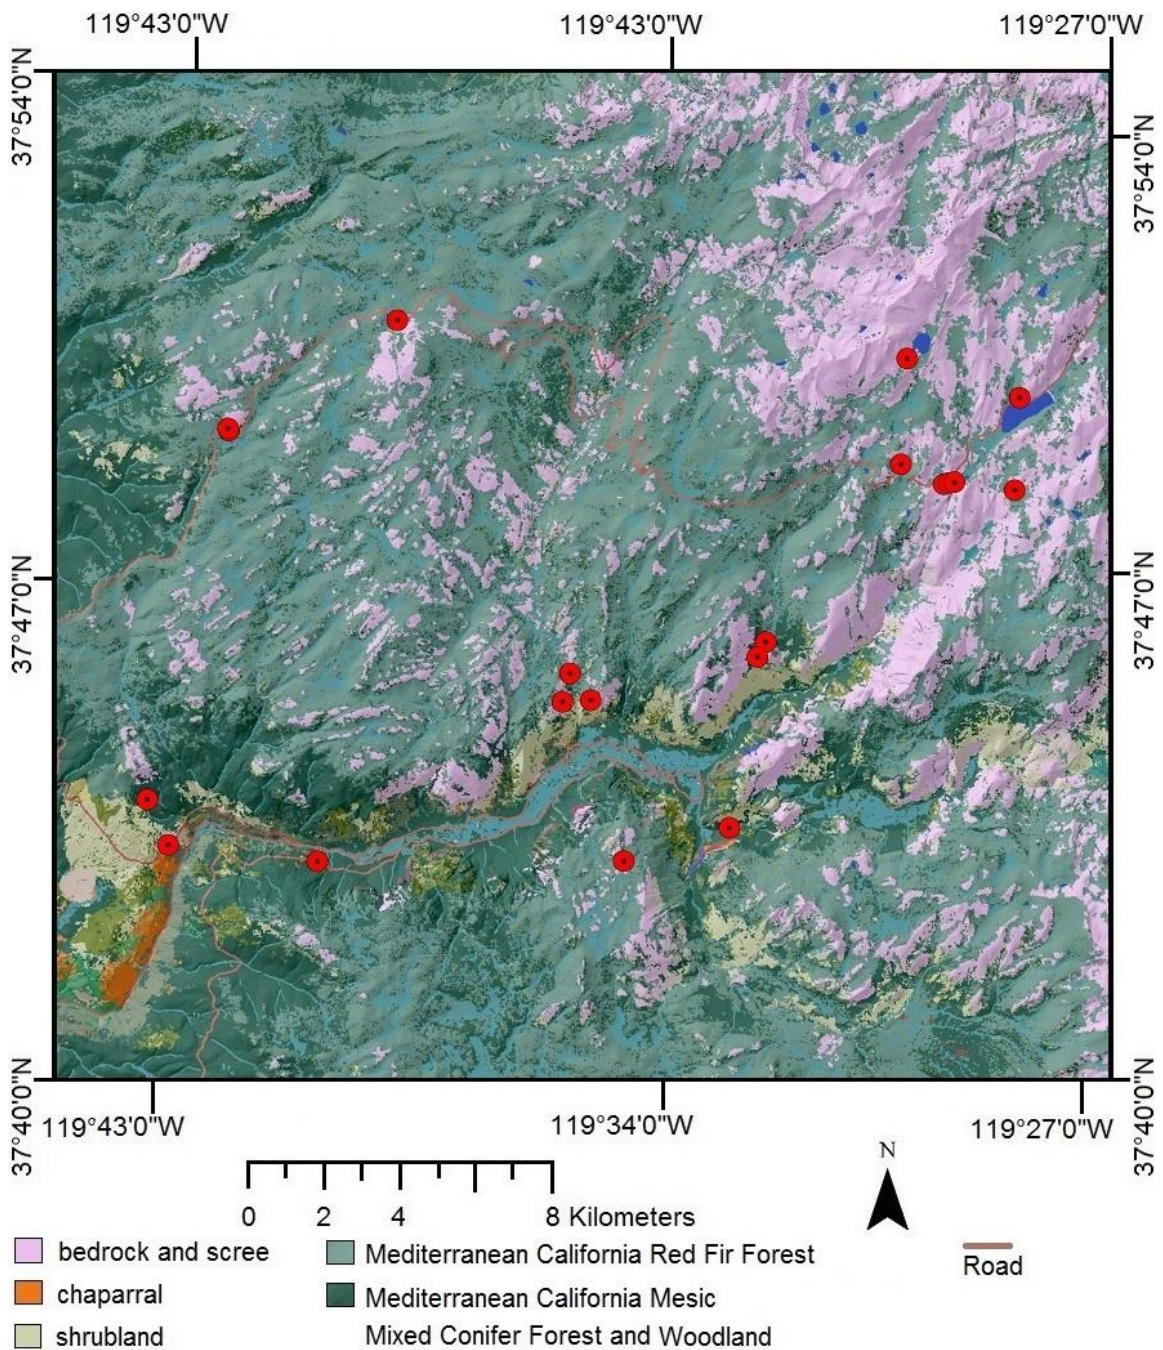 119°43'0"W 119°43'0"W 119°27'0"W
37°54'0"N
37°54'0"N
37°47'0"N
37°47'0"N
37°40'0"N
37°40'0"N
119°43'0"W 119°34'0"W 119°27'0"W
N
0 2 4 8 Kilometers
bedrock and scree
chaparral
shrubland
Mediterranean California Red Fir Forest
Mediterranean California Mesic
Mixed Conifer Forest and Woodland
Road